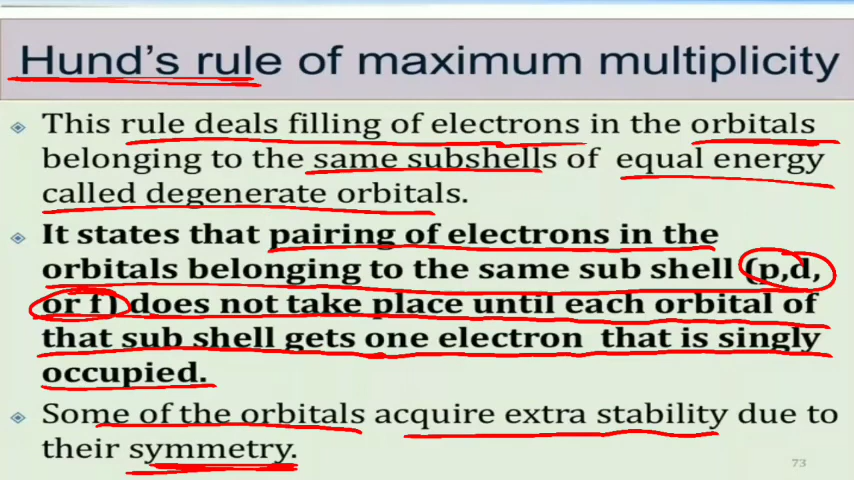 Hund's rule of maximum multiplicity
This rule deals filling of electrons in the orbitals
belonging to the same subshells of equal energy
called degenerate orbitals.
It states that pairing of electrons in the
orbitals belonging to the same sub shell (p,d,
or f) does not take place until each orbital of
that sub shell gets one electron that is singly
occupied.
Some of the orbitals acquire extra stability due to
their symmetry.
73